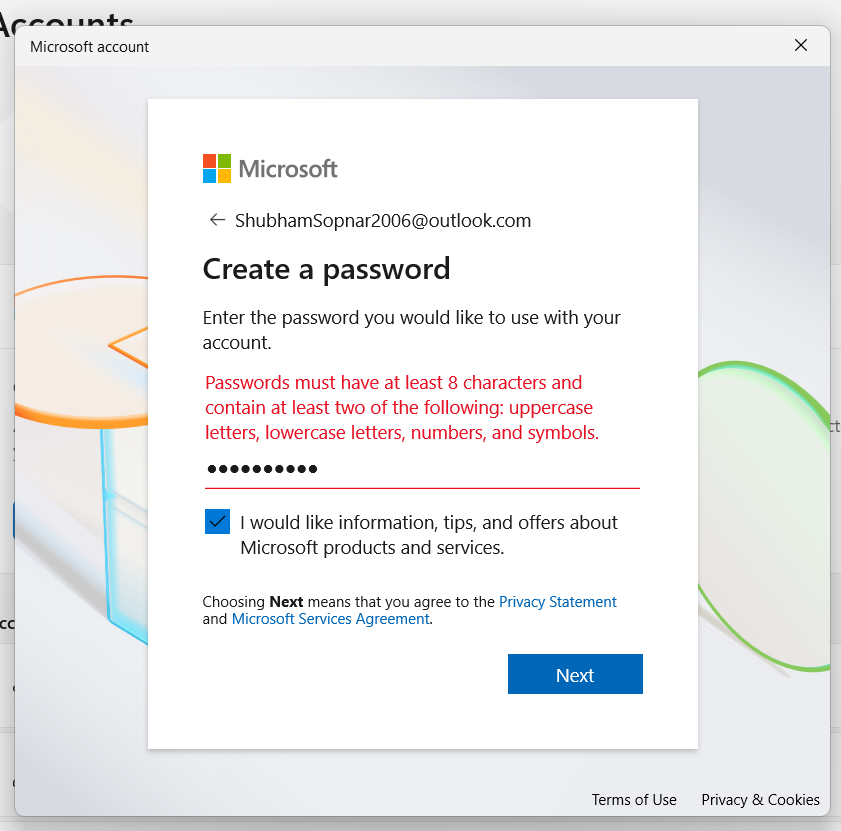 Accounts
Microsoft account
Microsoft
ShubhamSopnar2006@outlook.com
Create a password
Enter the password you would like to use with your
account.
Passwords must have at least 8 characters and
contain at least two of the following: uppercase
letters, lowercase letters, numbers, and symbols.
●●●●●●●●●●
I would like information, tips, and offers about
Microsoft products and services.
Choosing Next means that you agree to the Privacy Statement
and Microsoft Services Agreement.
Next
Terms of Use Privacy & Cookies